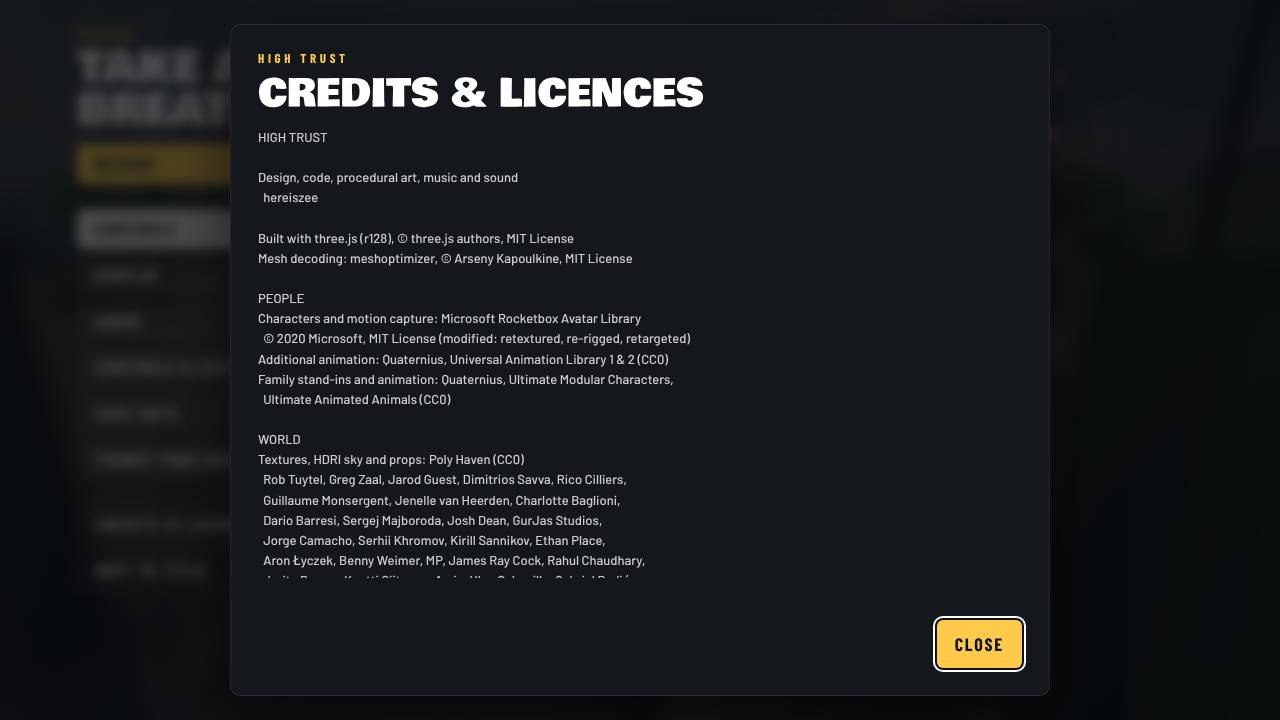 HIGH TRUST
CREDITS & LICENCES
HIGH TRUST
Design, code, procedural art, music and sound
hereiszee
Built with three.js (r128), © three.js authors, MIT License
Mesh decoding: meshoptimizer, © Arseny Kapoulkine, MIT License
PEOPLE
Characters and motion capture: Microsoft Rocketbox Avatar Library
© 2020 Microsoft, MIT License (modified: retextured, re-rigged, retargeted)
Additional animation: Quaternius, Universal Animation Library 1 & 2 (CC0)
Family stand-ins and animation: Quaternius, Ultimate Modular Characters,
Ultimate Animated Animals (CC0)
WORLD
Textures, HDRI sky and props: Poly Haven (CC0)
Rob Tuytel, Greg Zaal, Jarod Guest, Dimitrios Savva, Rico Cilliers,
Guillaume Monsergent, Jenelle van Heerden, Charlotte Baglioni,
Dario Barresi, Sergej Majboroda, Josh Dean, GurJas Studios,
Jorge Camacho, Serhii Khromov, Kirill Sannikov, Ethan Place,
Aron Łyczek, Benny Weimer, MP, James Ray Cock, Rahul Chaudhary,
CLOSE
TAKE A
BREAT